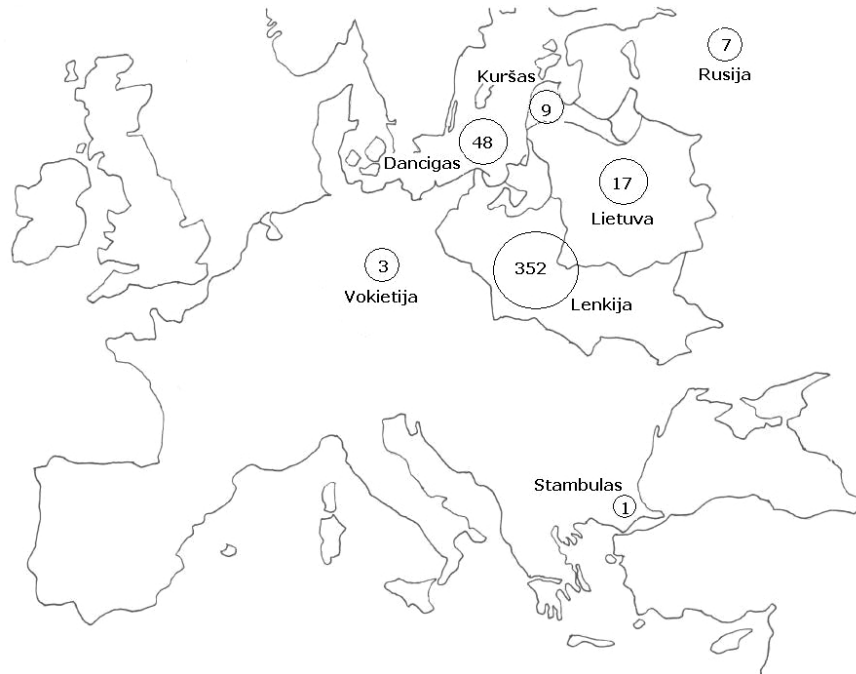 7
Rusija
Kuršas
9
48
Dancigas
17
Lietuva
3
Vokietija
352
Lenkija
Stambulas
1